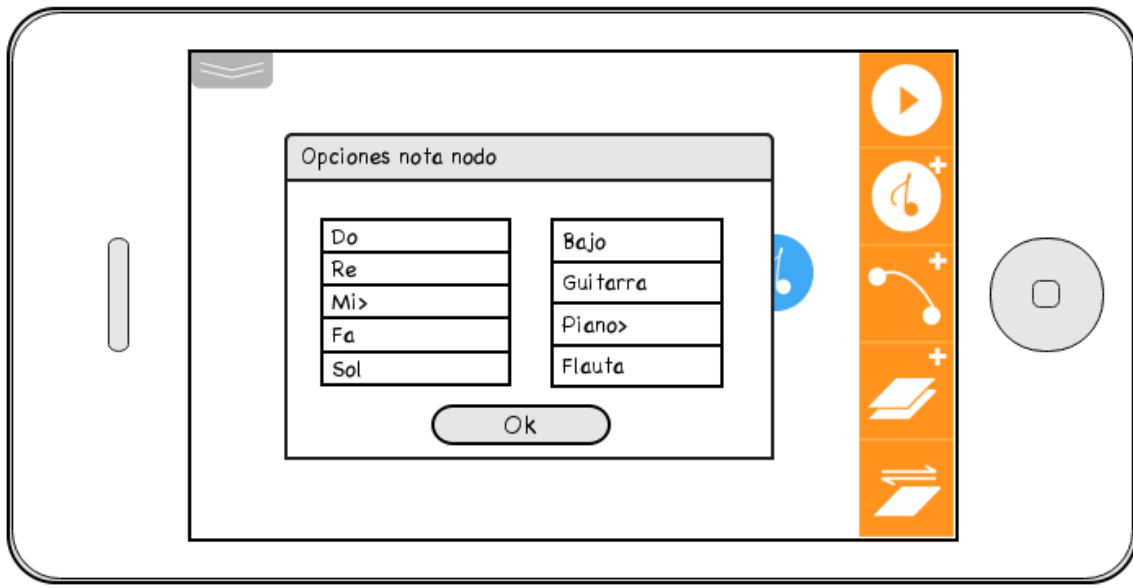 Opciones nota nodo
Do
Re
Mi>
Fa
Sol
Bajo
Guitarra
Piano>
Flauta
Ok